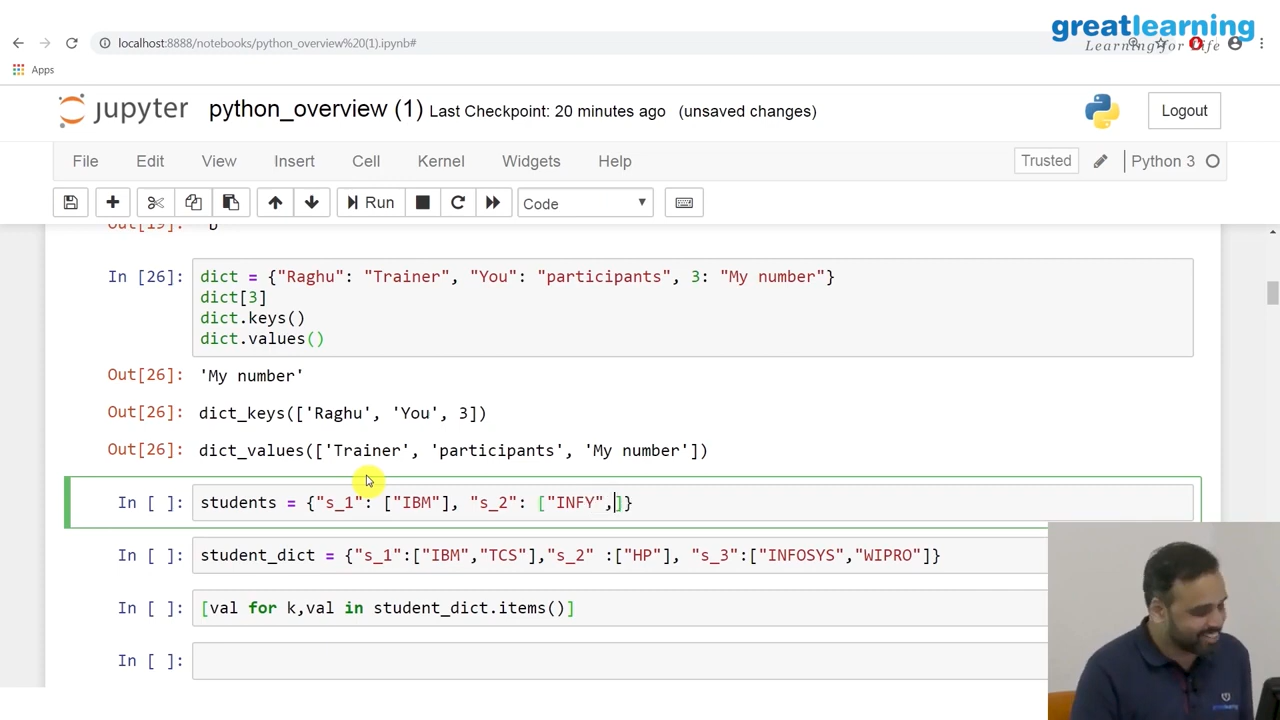 greatlearning
Learning for Life
localhost:8888/notebooks/python_overview%20(1).ipynb#
Apps
jupyter python_overview (1) Last Checkpoint: 20 minutes ago (unsaved changes) Logout
File Edit View Insert Cell Kernel Widgets Help Trusted Python 3
Run Code
Out[19]: 'b'
In [26]: dict = {"Raghu": "Trainer", "You": "participants", 3: "My number"}
dict[3]
dict.keys()
dict.values()
Out[26]: 'My number'
Out[26]: dict_keys(['Raghu', 'You', 3])
Out[26]: dict_values(['Trainer', 'participants', 'My number'])
In [ ]: students = {"s_1": ["IBM"], "s_2": ["INFY",]}
In [ ]: student_dict = {"s_1":["IBM","TCS"],"s_2" :["HP"], "s_3":["INFOSYS","WIPRO"]}
In [ ]: [val for k,val in student_dict.items()]
In [ ]: